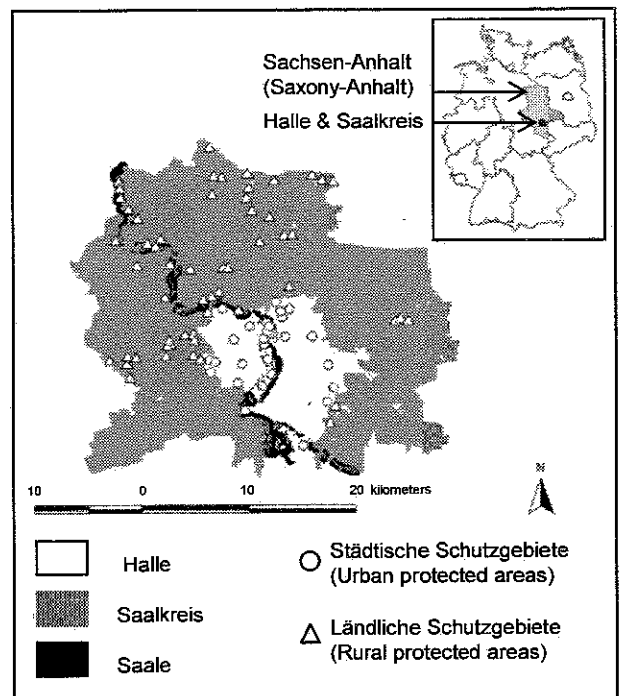 Sachsen-Anhalt
(Saxony-Anhalt)
Halle & Saalkreis
10 0 10 20 kilometers
N
Halle
Saalkreis
Saale
Städtische Schutzgebiete
(Urban protected areas)
Ländliche Schutzgebiete
(Rural protected areas)